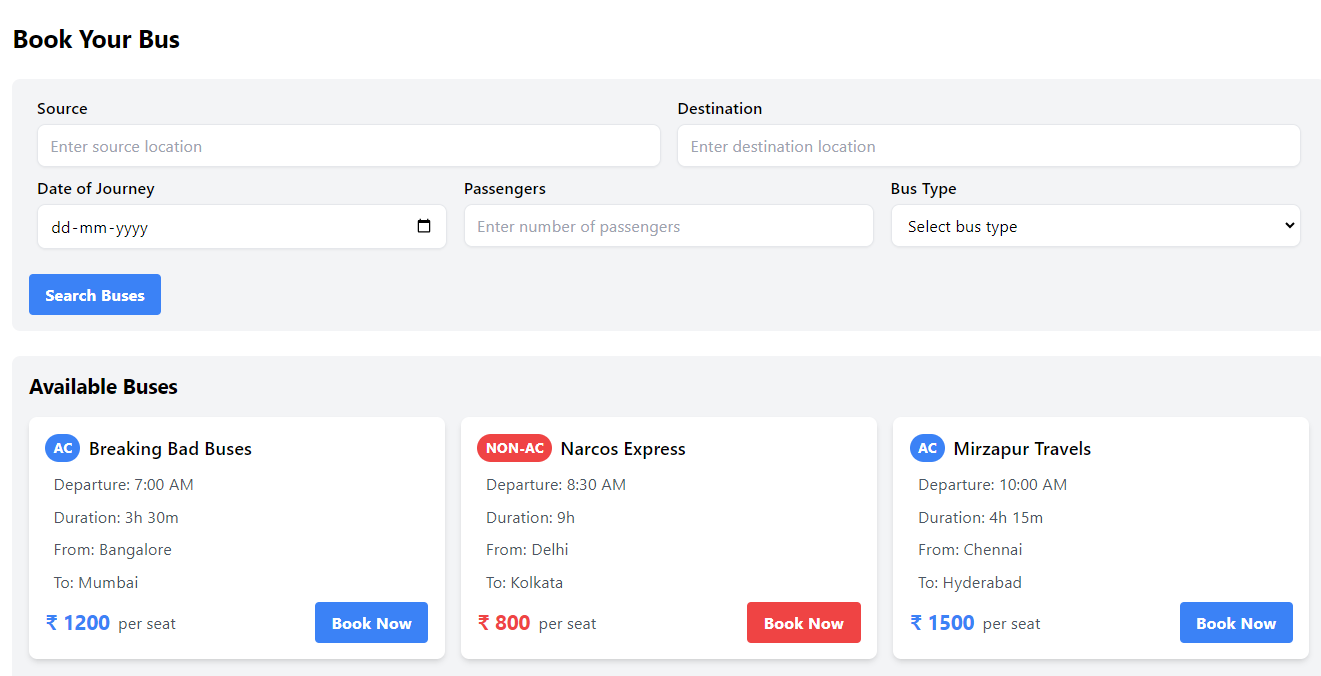 Book Your Bus
Source
Destination
Enter source location
Enter destination location
Date of Journey
Passengers
Bus Type
dd-mm-yyyy
Enter number of passengers
Select bus type
Search Buses
Available Buses
AC Breaking Bad Buses
Departure: 7:00 AM
Duration: 3h 30m
From: Bangalore
To: Mumbai
₹ 1200 per seat
Book Now
NON-AC Narcos Express
Departure: 8:30 AM
Duration: 9h
From: Delhi
To: Kolkata
₹ 800 per seat
Book Now
AC Mirzapur Travels
Departure: 10:00 AM
Duration: 4h 15m
From: Chennai
To: Hyderabad
₹ 1500 per seat
Book Now